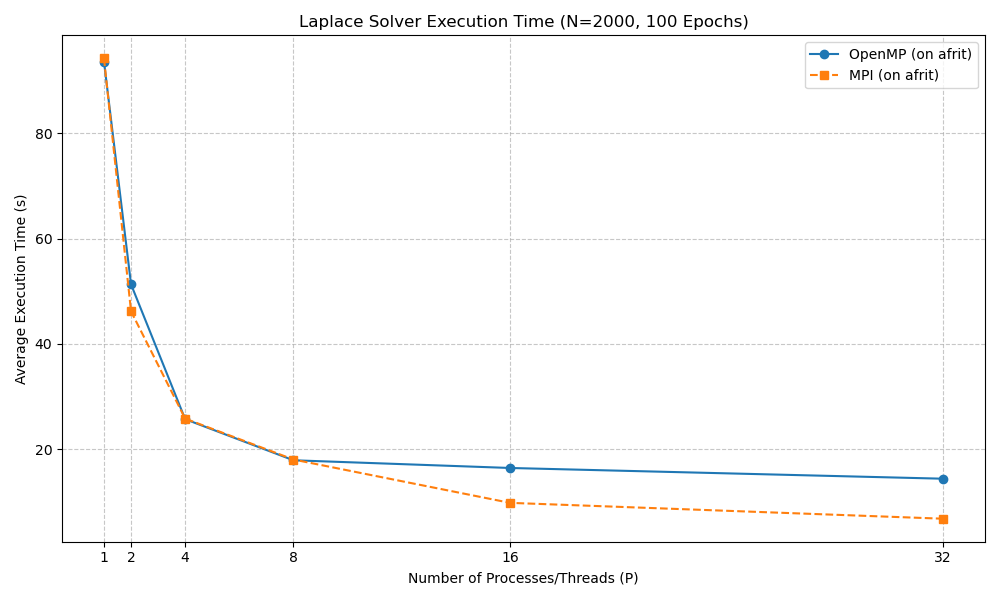 Laplace Solver Execution Time (N=2000, 100 Epochs)
OpenMP (on afrit)
MPI (on afrit)
Average Execution Time (s)
80
60
40
20
1 2 4 8 16 32
Number of Processes/Threads (P)